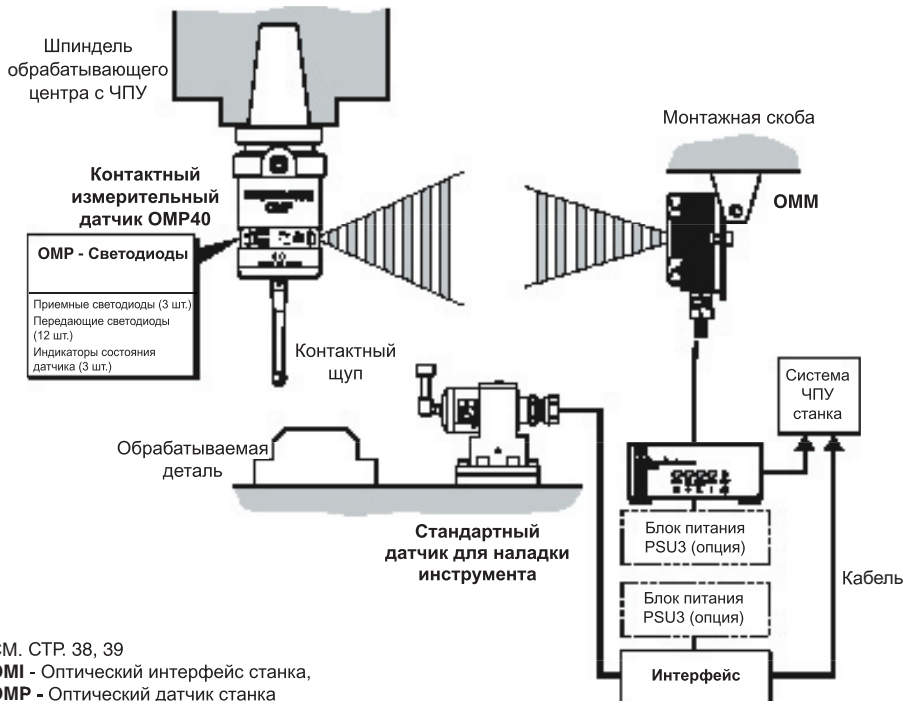 Шпиндель
обрабатывающего
центра с ЧПУ
Монтажная скоба
Контактный
измерительный
датчик OMP40
OMM
OMP
OMP - Светодиоды
Приемные светодиоды (3 шт.)
Передающие светодиоды
(12 шт.)
Индикаторы состояния
датчика (3 шт.)
Контактный
щуп
Система
ЧПУ
станка
Обрабатываемая
деталь
Стандартный
датчик для наладки
инструмента
Блок питания
PSU3 (опция)
Кабель
Блок питания
PSU3 (опция)
Интерфейс
СМ. СТР. 38, 39
OMI - Оптический интерфейс станка,
OMP - Оптический датчик станка